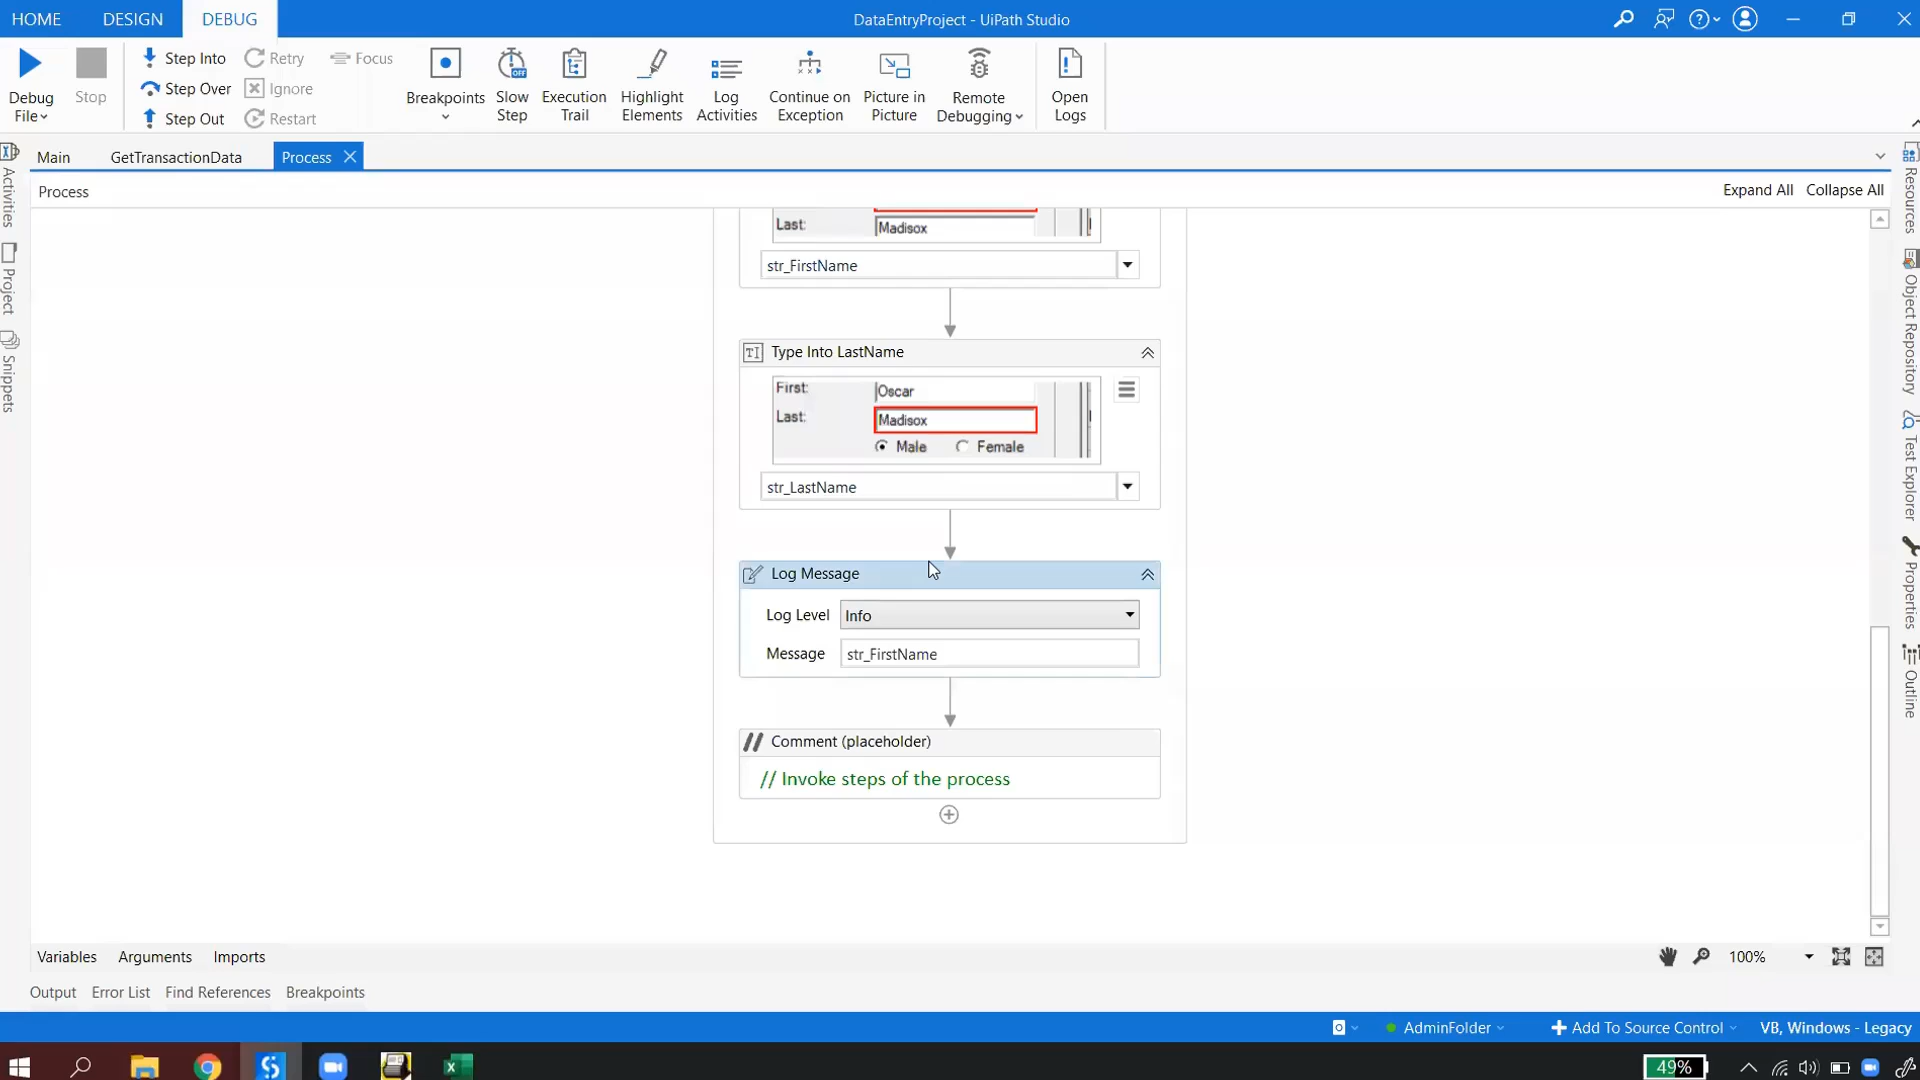 HOME DESIGN DEBUG DataEntryProject - UiPath Studio
Debug File
Stop
Step Into
Step Over
Step Out
Retry
Ignore
Restart
Focus
Breakpoints
Slow Step
Execution Trail
Highlight Elements
Log Activities
Continue on Exception
Picture in Picture
Remote Debugging
Open Logs
Main GetTransactionData Process
Process Expand All Collapse All
Activities
Project
Snippets
Resources
Object Repository
Test Explorer
Properties
Outline
Last: Madisox
str_FirstName
Type Into LastName
First: Oscar
Last: Madisox
Male Female
str_LastName
Log Message
Log Level Info
Message str_FirstName
// Comment (placeholder)
// Invoke steps of the process
Variables Arguments Imports 100%
Output Error List Find References Breakpoints
AdminFolder Add To Source Control VB, Windows - Legacy
49%